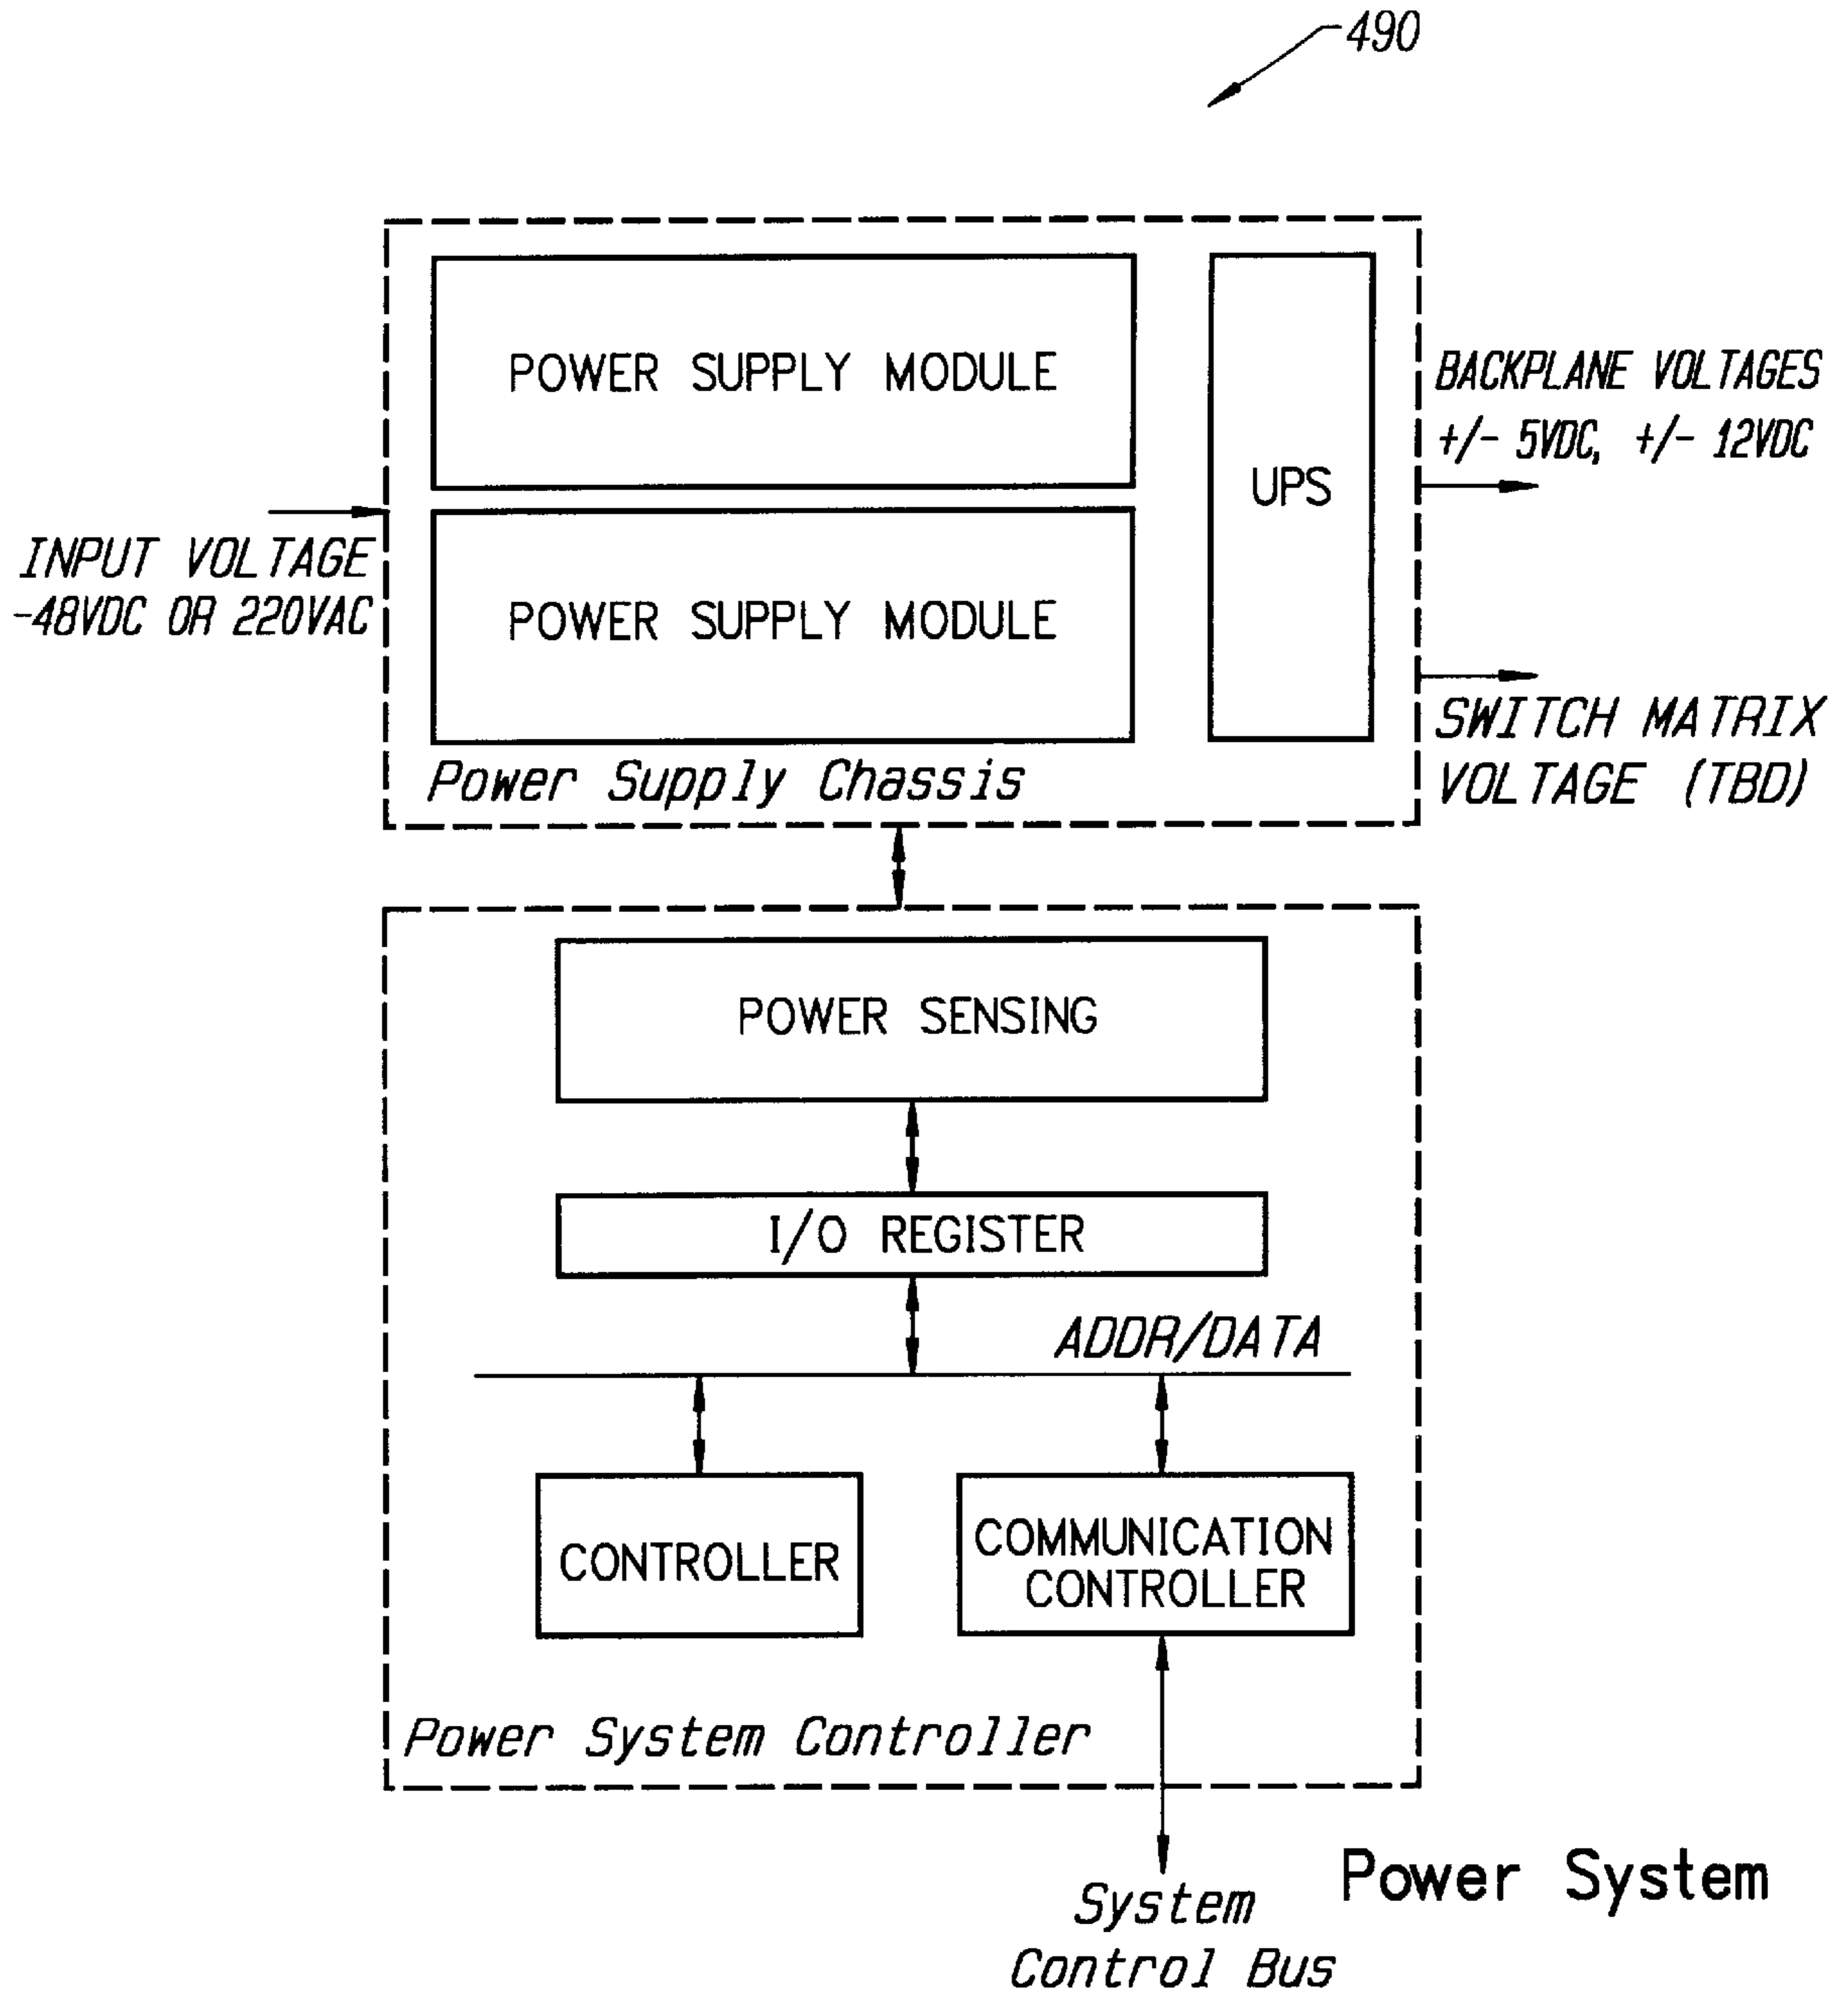 490
POWER SUPPLY MODULE
UPS
BACKPLANE VOLTAGES
+/- 5VDC, +/- 12VDC
INPUT VOLTAGE
-48VDC OR 220VAC
POWER SUPPLY MODULE
SWITCH MATRIX
VOLTAGE (TBD)
Power Supply Chassis
POWER SENSING
I/O REGISTER
ADDR/DATA
CONTROLLER
COMMUNICATION
CONTROLLER
Power System Controller
System
Control Bus
Power System